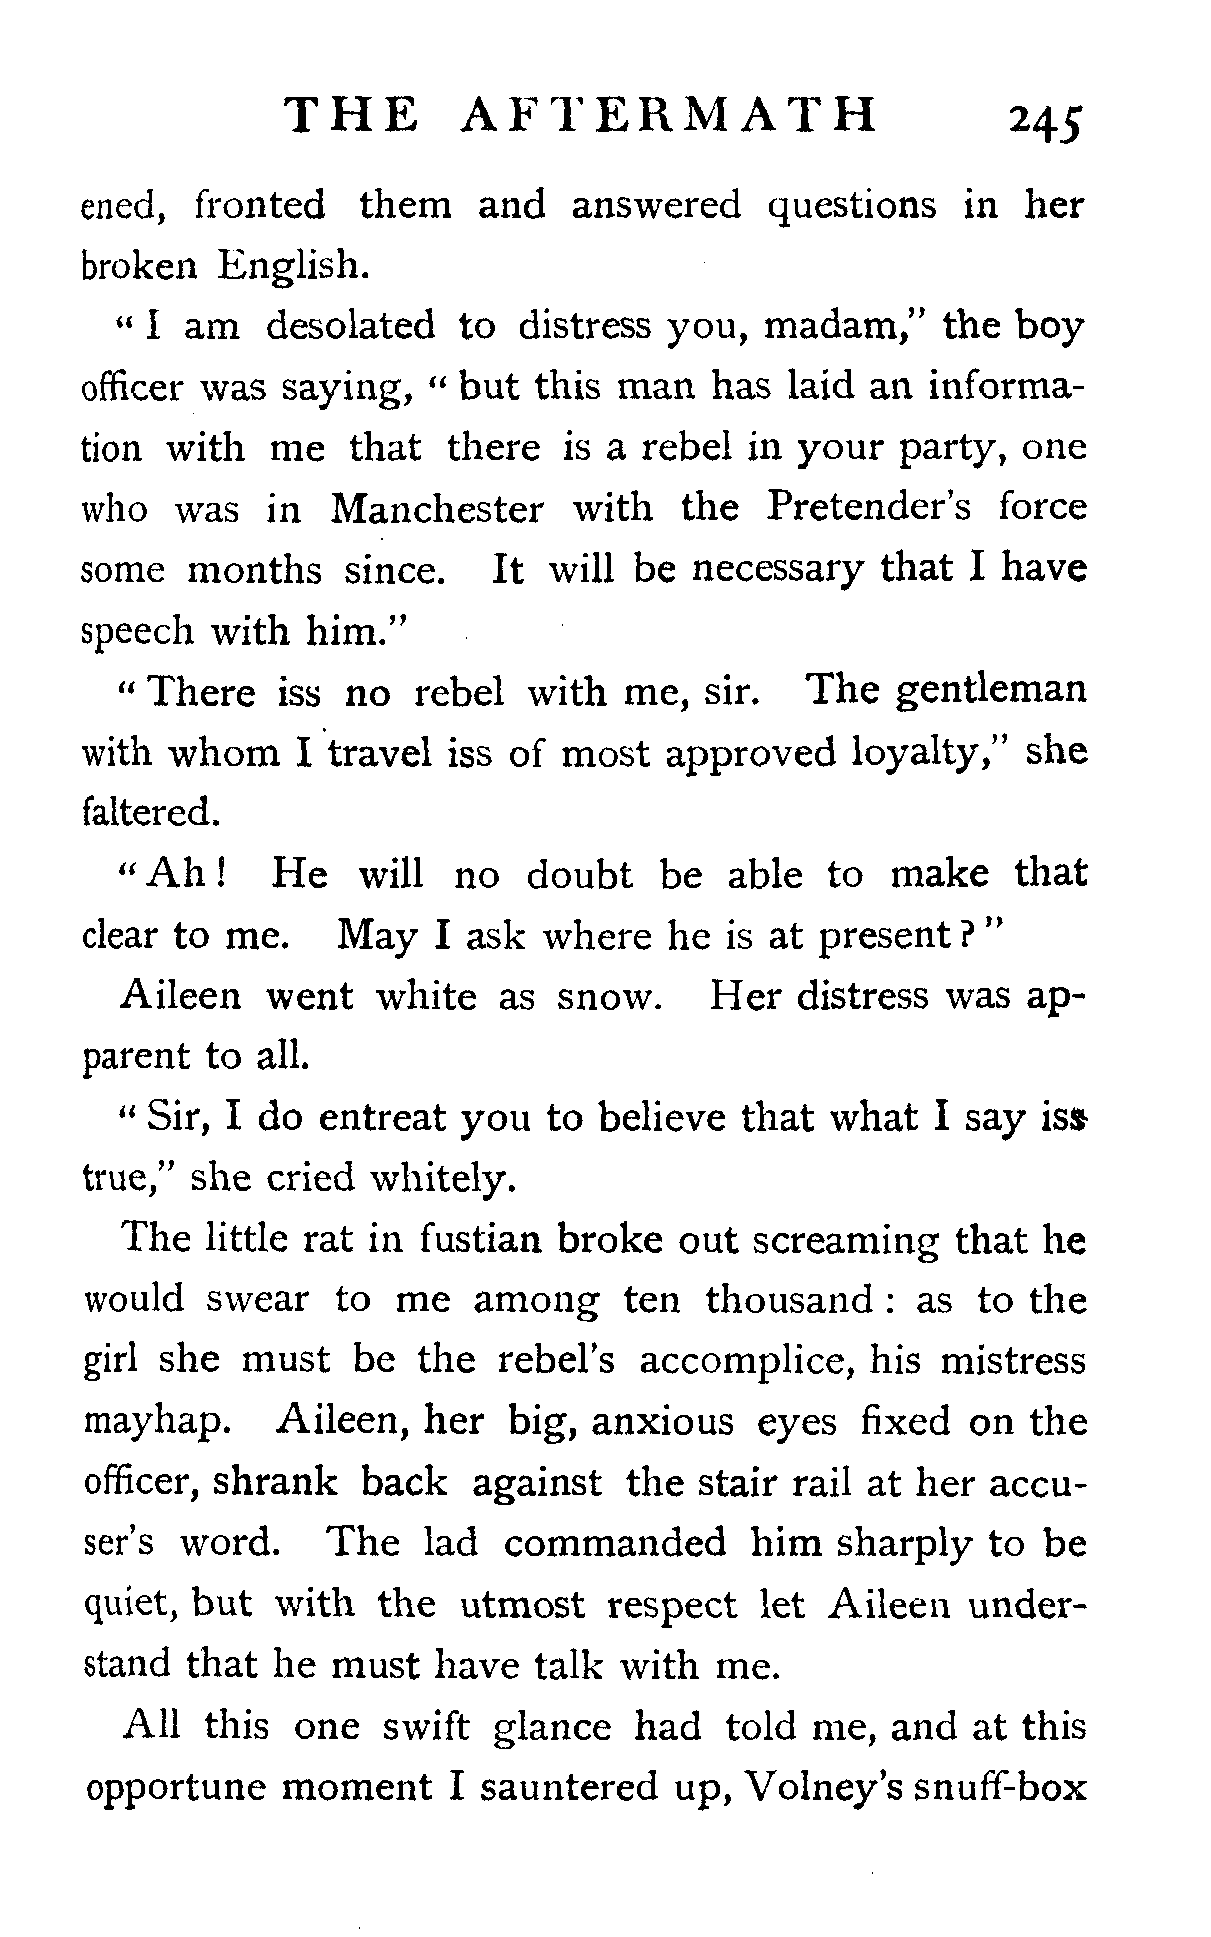 THE AFTERMATH 245
ened, fronted them and answered questions in her
broken English.
" I am desolated to distress you, madam," the boy
officer was saying, " but this man has laid an informa-
tion with me that there is a rebel in your party, one
who was in Manchester with the Pretender's force
some months since. It will be necessary that I have
speech with him."
" There iss no rebel with me, sir. The gentleman
with whom I travel iss of most approved loyalty," she
faltered.
" Ah ! He will no doubt be able to make that
clear to me. May I ask where he is at present ? "
Aileen went white as snow. Her distress was ap-
parent to all.
" Sir, I do entreat you to believe that what I say iss
true," she cried whitely.
The little rat in fustian broke out screaming that he
would swear to me among ten thousand : as to the
girl she must be the rebel's accomplice, his mistress
mayhap. Aileen, her big, anxious eyes fixed on the
officer, shrank back against the stair rail at her accu-
ser's word. The lad commanded him sharply to be
quiet, but with the utmost respect let Aileen under-
stand that he must have talk with me.
All this one swift glance had told me, and at this
opportune moment I sauntered up, Volney's snuff-box